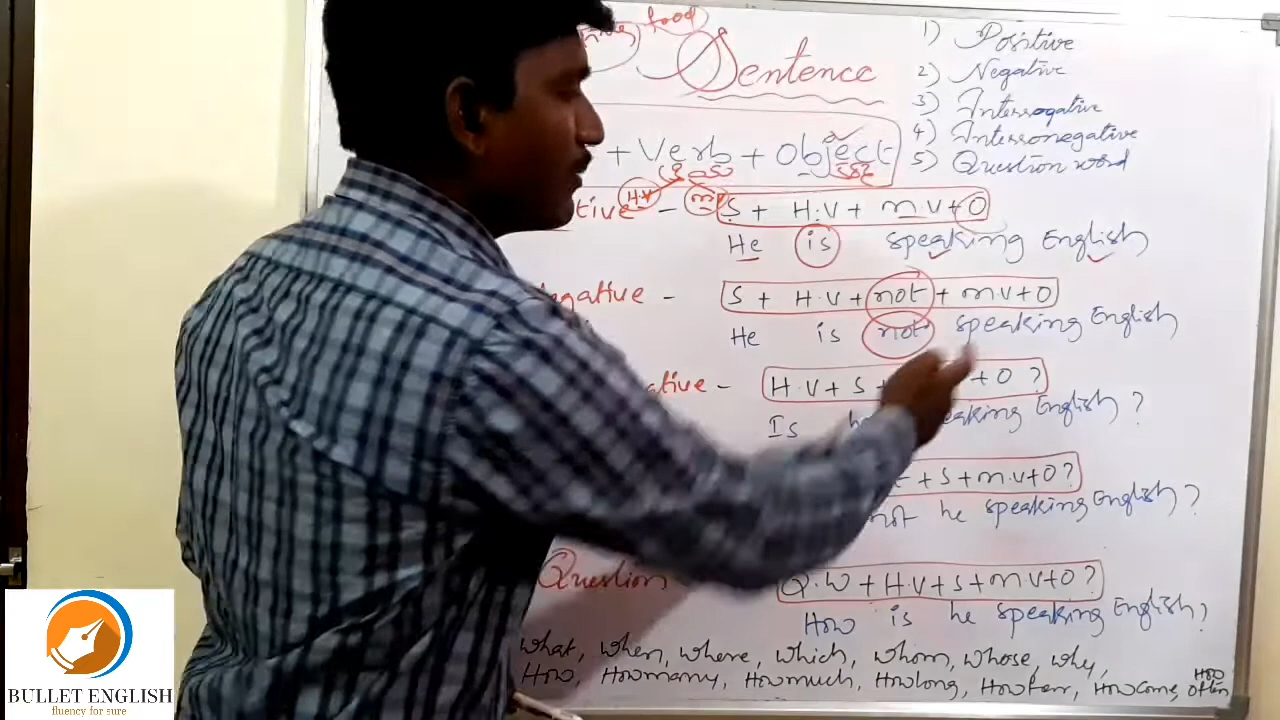 food
Sentence
1) Positive
2) Negative
3) Interrogative
4) Interronegative
5) Question word
+ Verb + Object
H.V
tive - S + H.V + m.v + O
He is speaking English
Negative - S + H.V + not + m.v + O
He is not speaking English
ative - H.V + S + + O ?
Is he eaking English ?
+ S + m.v + O ?
not he speaking English ?
Question Q.W + H.V + S + m.v + O ?
How is he speaking English ?
what, when, where, which, whom, whose, why,
How, Howmany, Howmuch, Howlong, Howfar, Howcome, How often
BULLET ENGLISH
fluency for sure